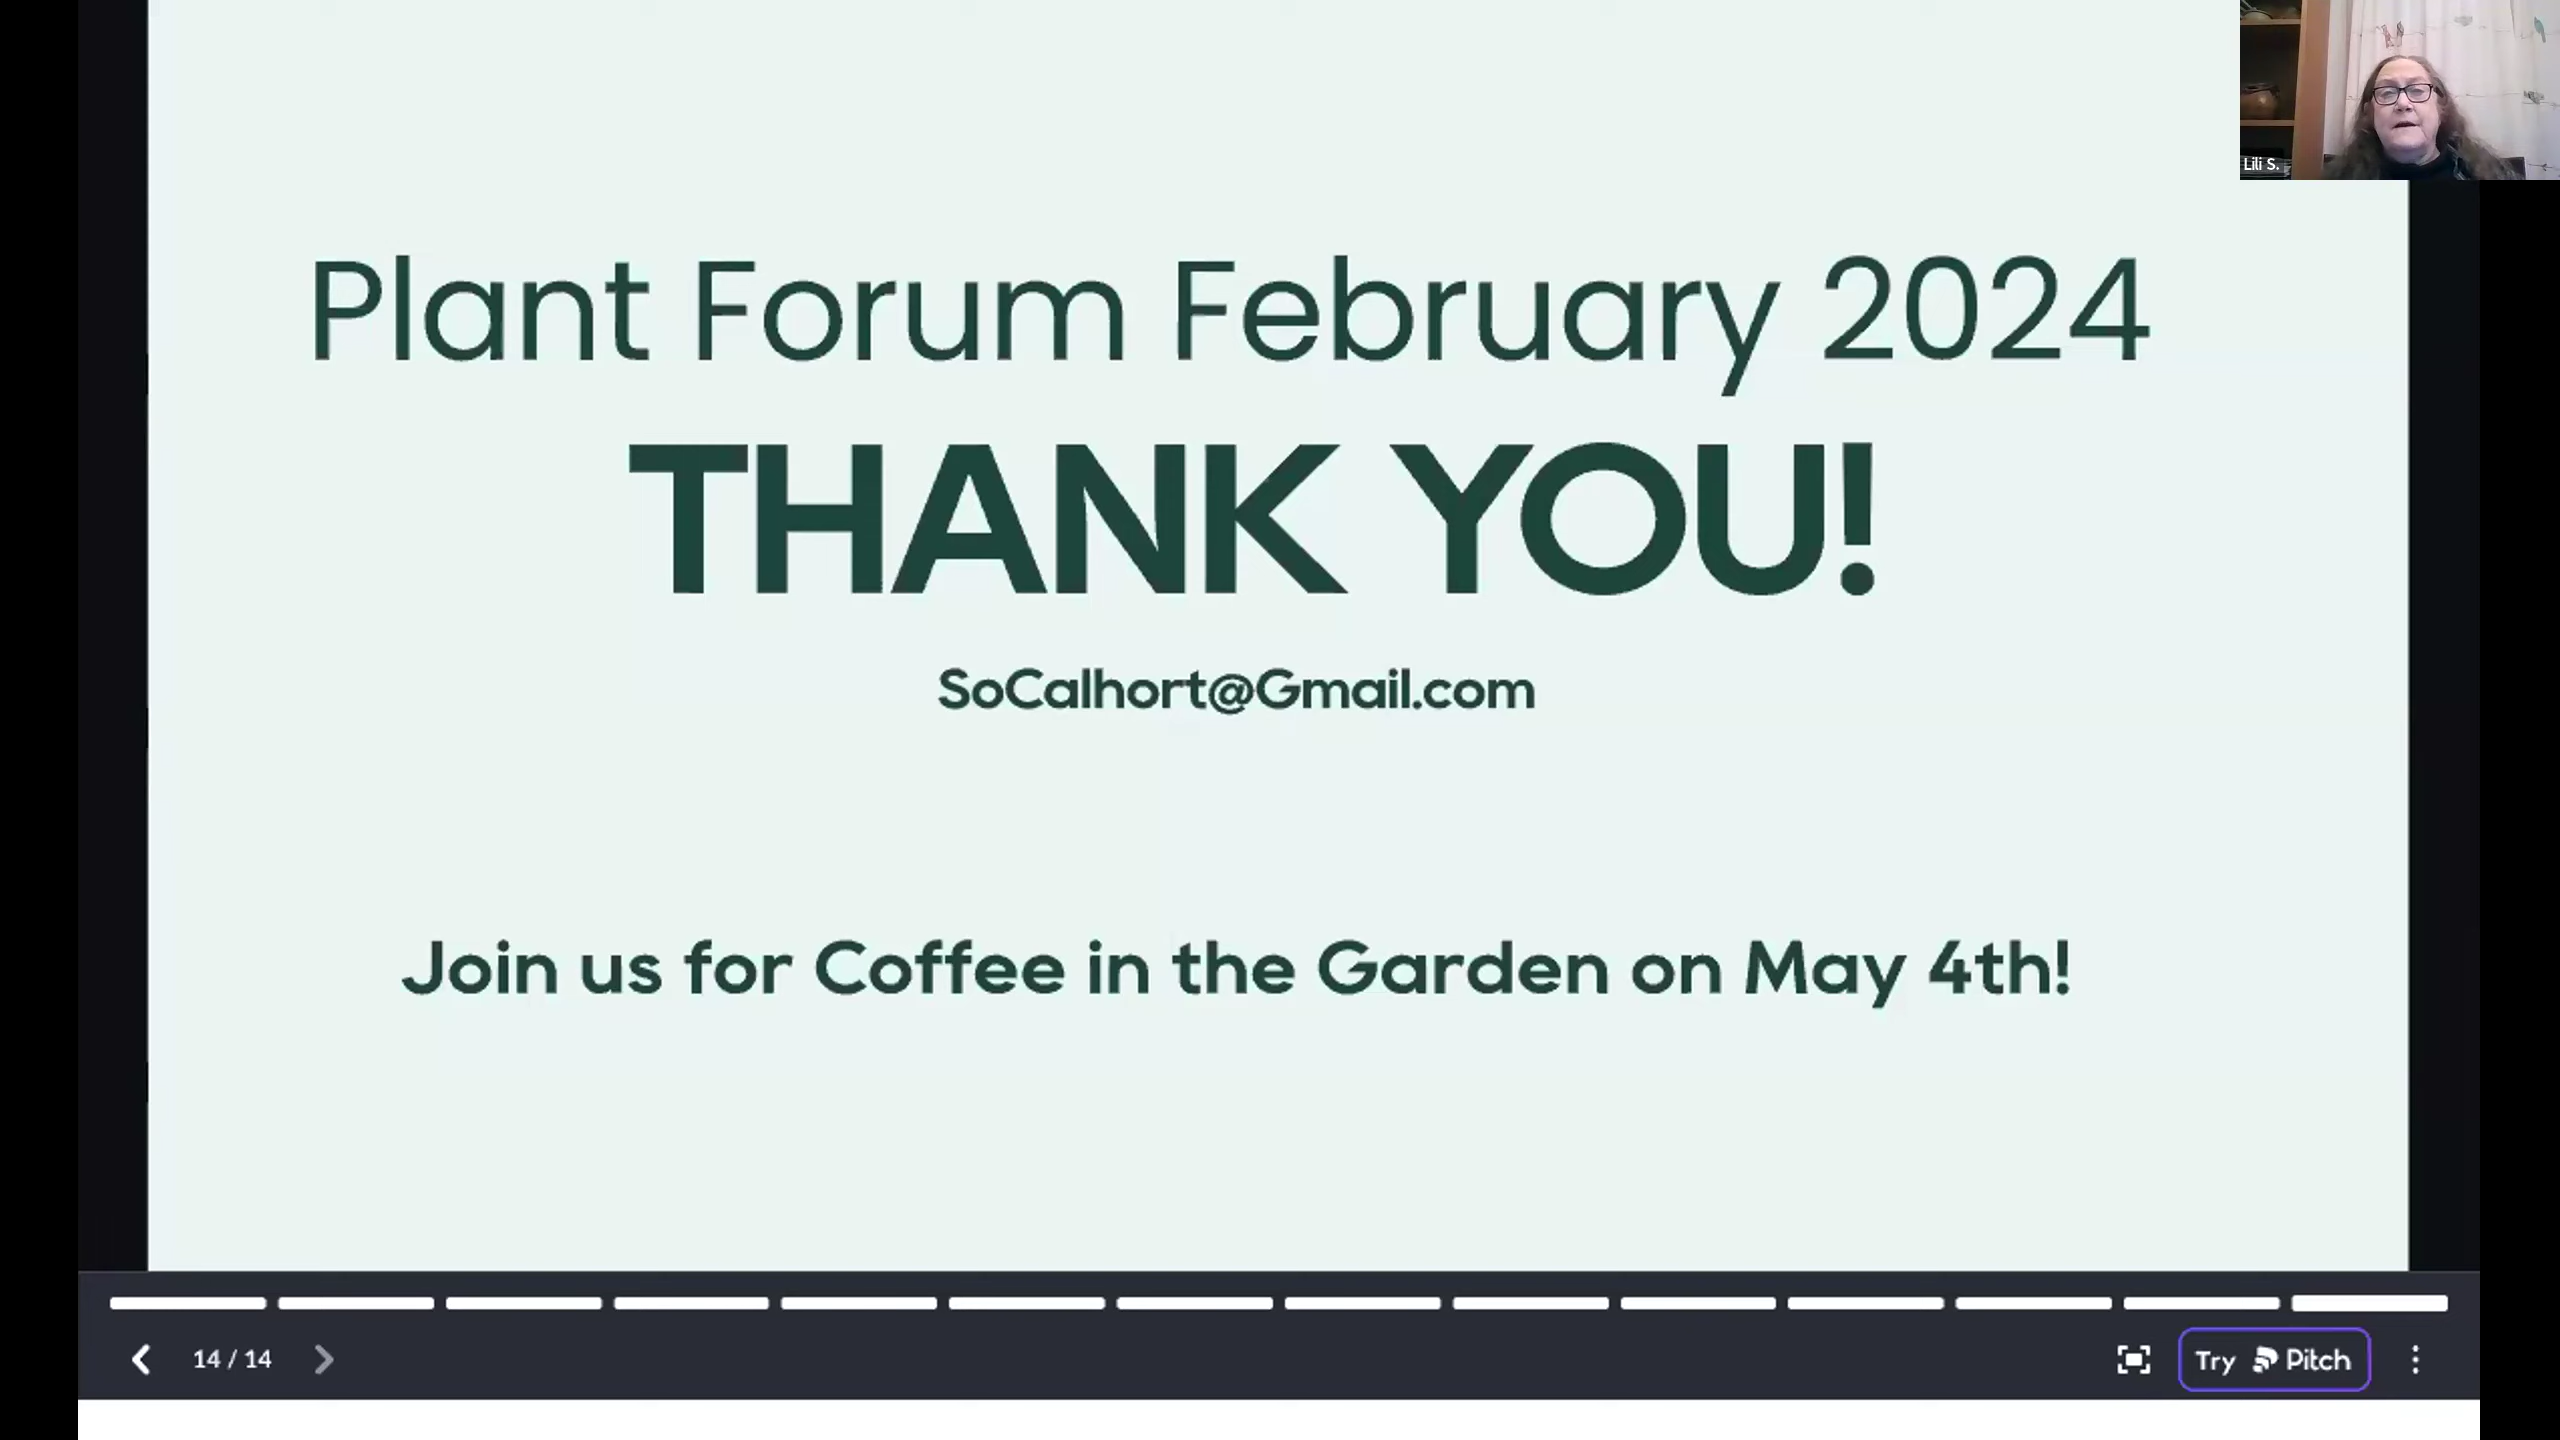 Lili S.
Plant Forum February 2024
THANK YOU!
SoCalhort@Gmail.com
Join us for Coffee in the Garden on May 4th!
14 / 14
Try Pitch